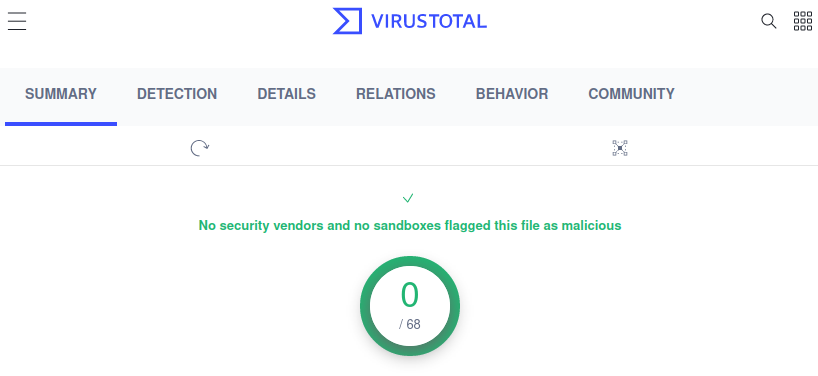 VIRUSTOTAL
SUMMARY DETECTION DETAILS RELATIONS BEHAVIOR COMMUNITY
No security vendors and no sandboxes flagged this file as malicious
0
/ 68